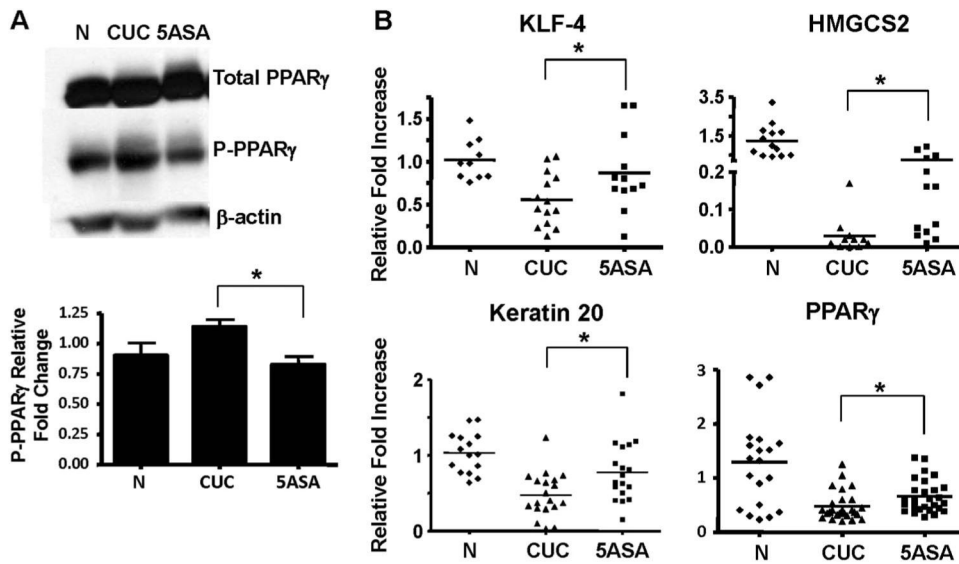 A
N CUC 5ASA
Total PPARγ
P-PPARγ
β-actin
*
P-PPARγ Relative
Fold Change
1.25
1.00
0.75
0.50
0.25
0.00
N CUC 5ASA
B
KLF-4
*
Relative Fold Increase
1.5
1.0
0.5
0.0
N CUC 5ASA
HMGCS2
*
3.5
1.5
0.2
0.1
0.0
N CUC 5ASA
Keratin 20
*
Relative Fold Increase
2
1
0
N CUC 5ASA
PPARγ
*
3
2
1
0
N CUC 5ASA